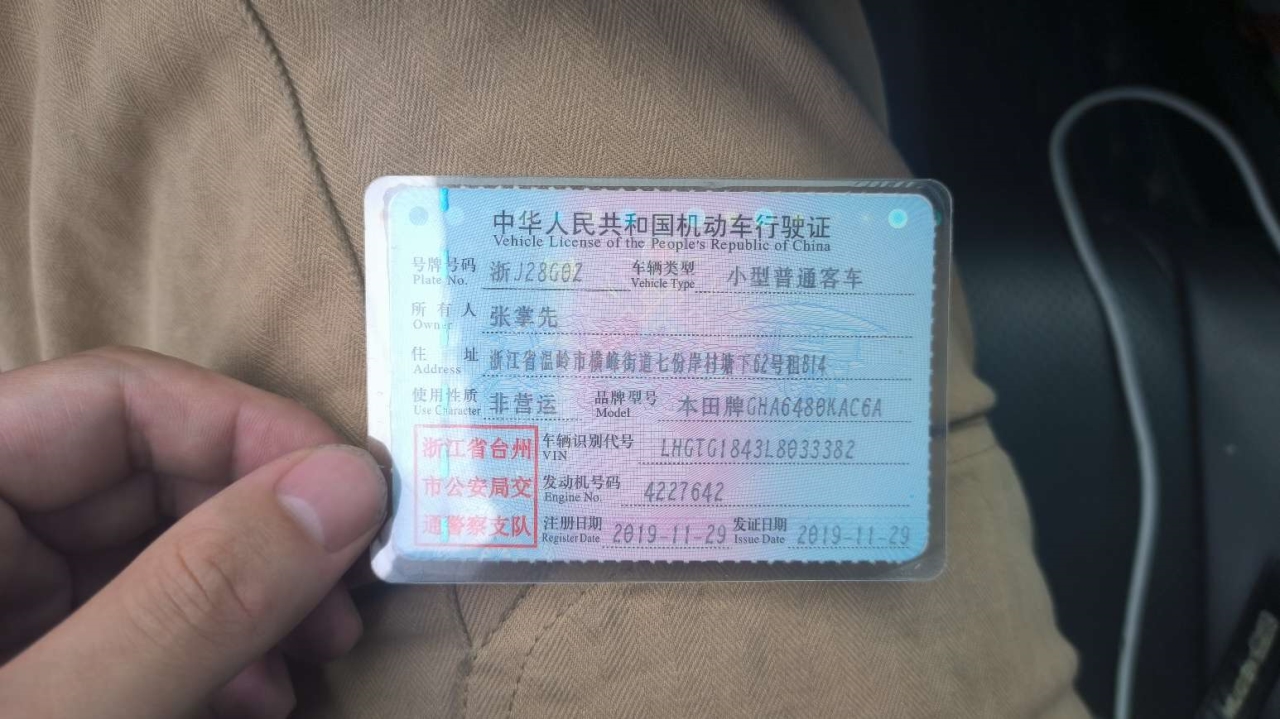 中华人民共和国机动车行驶证
Vehicle License of the People's Republic of China
号牌号码 浙J28G0Z 车辆类型 小型普通客车
Plate No. Vehicle Type
所有人 张掌先
Owner
住址 浙江省温岭市横峰街道七份岸村塘下62号租B14
Address
使用性质 非营运 品牌型号 本田牌GHA6480KAC6A
Use Character Model
浙江省台州 车辆识别代号 LHGTG1843L8033382
VIN
市公安局交 发动机号码 4227642
Engine No.
通警察支队 注册日期 2019-11-29 发证日期 2019-11-29
Register Date Issue Date